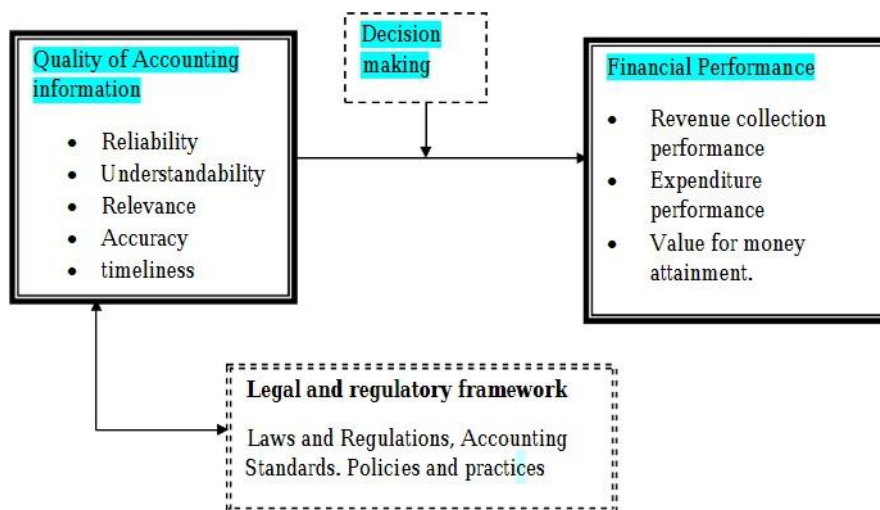 Quality of Accounting
information
• Reliability
• Understandability
• Relevance
• Accuracy
• timeliness
Decision
making
Financial Performance
• Revenue collection
performance
• Expenditure
performance
• Value for money
attainment.
Legal and regulatory framework
Laws and Regulations, Accounting
Standards. Policies and practices